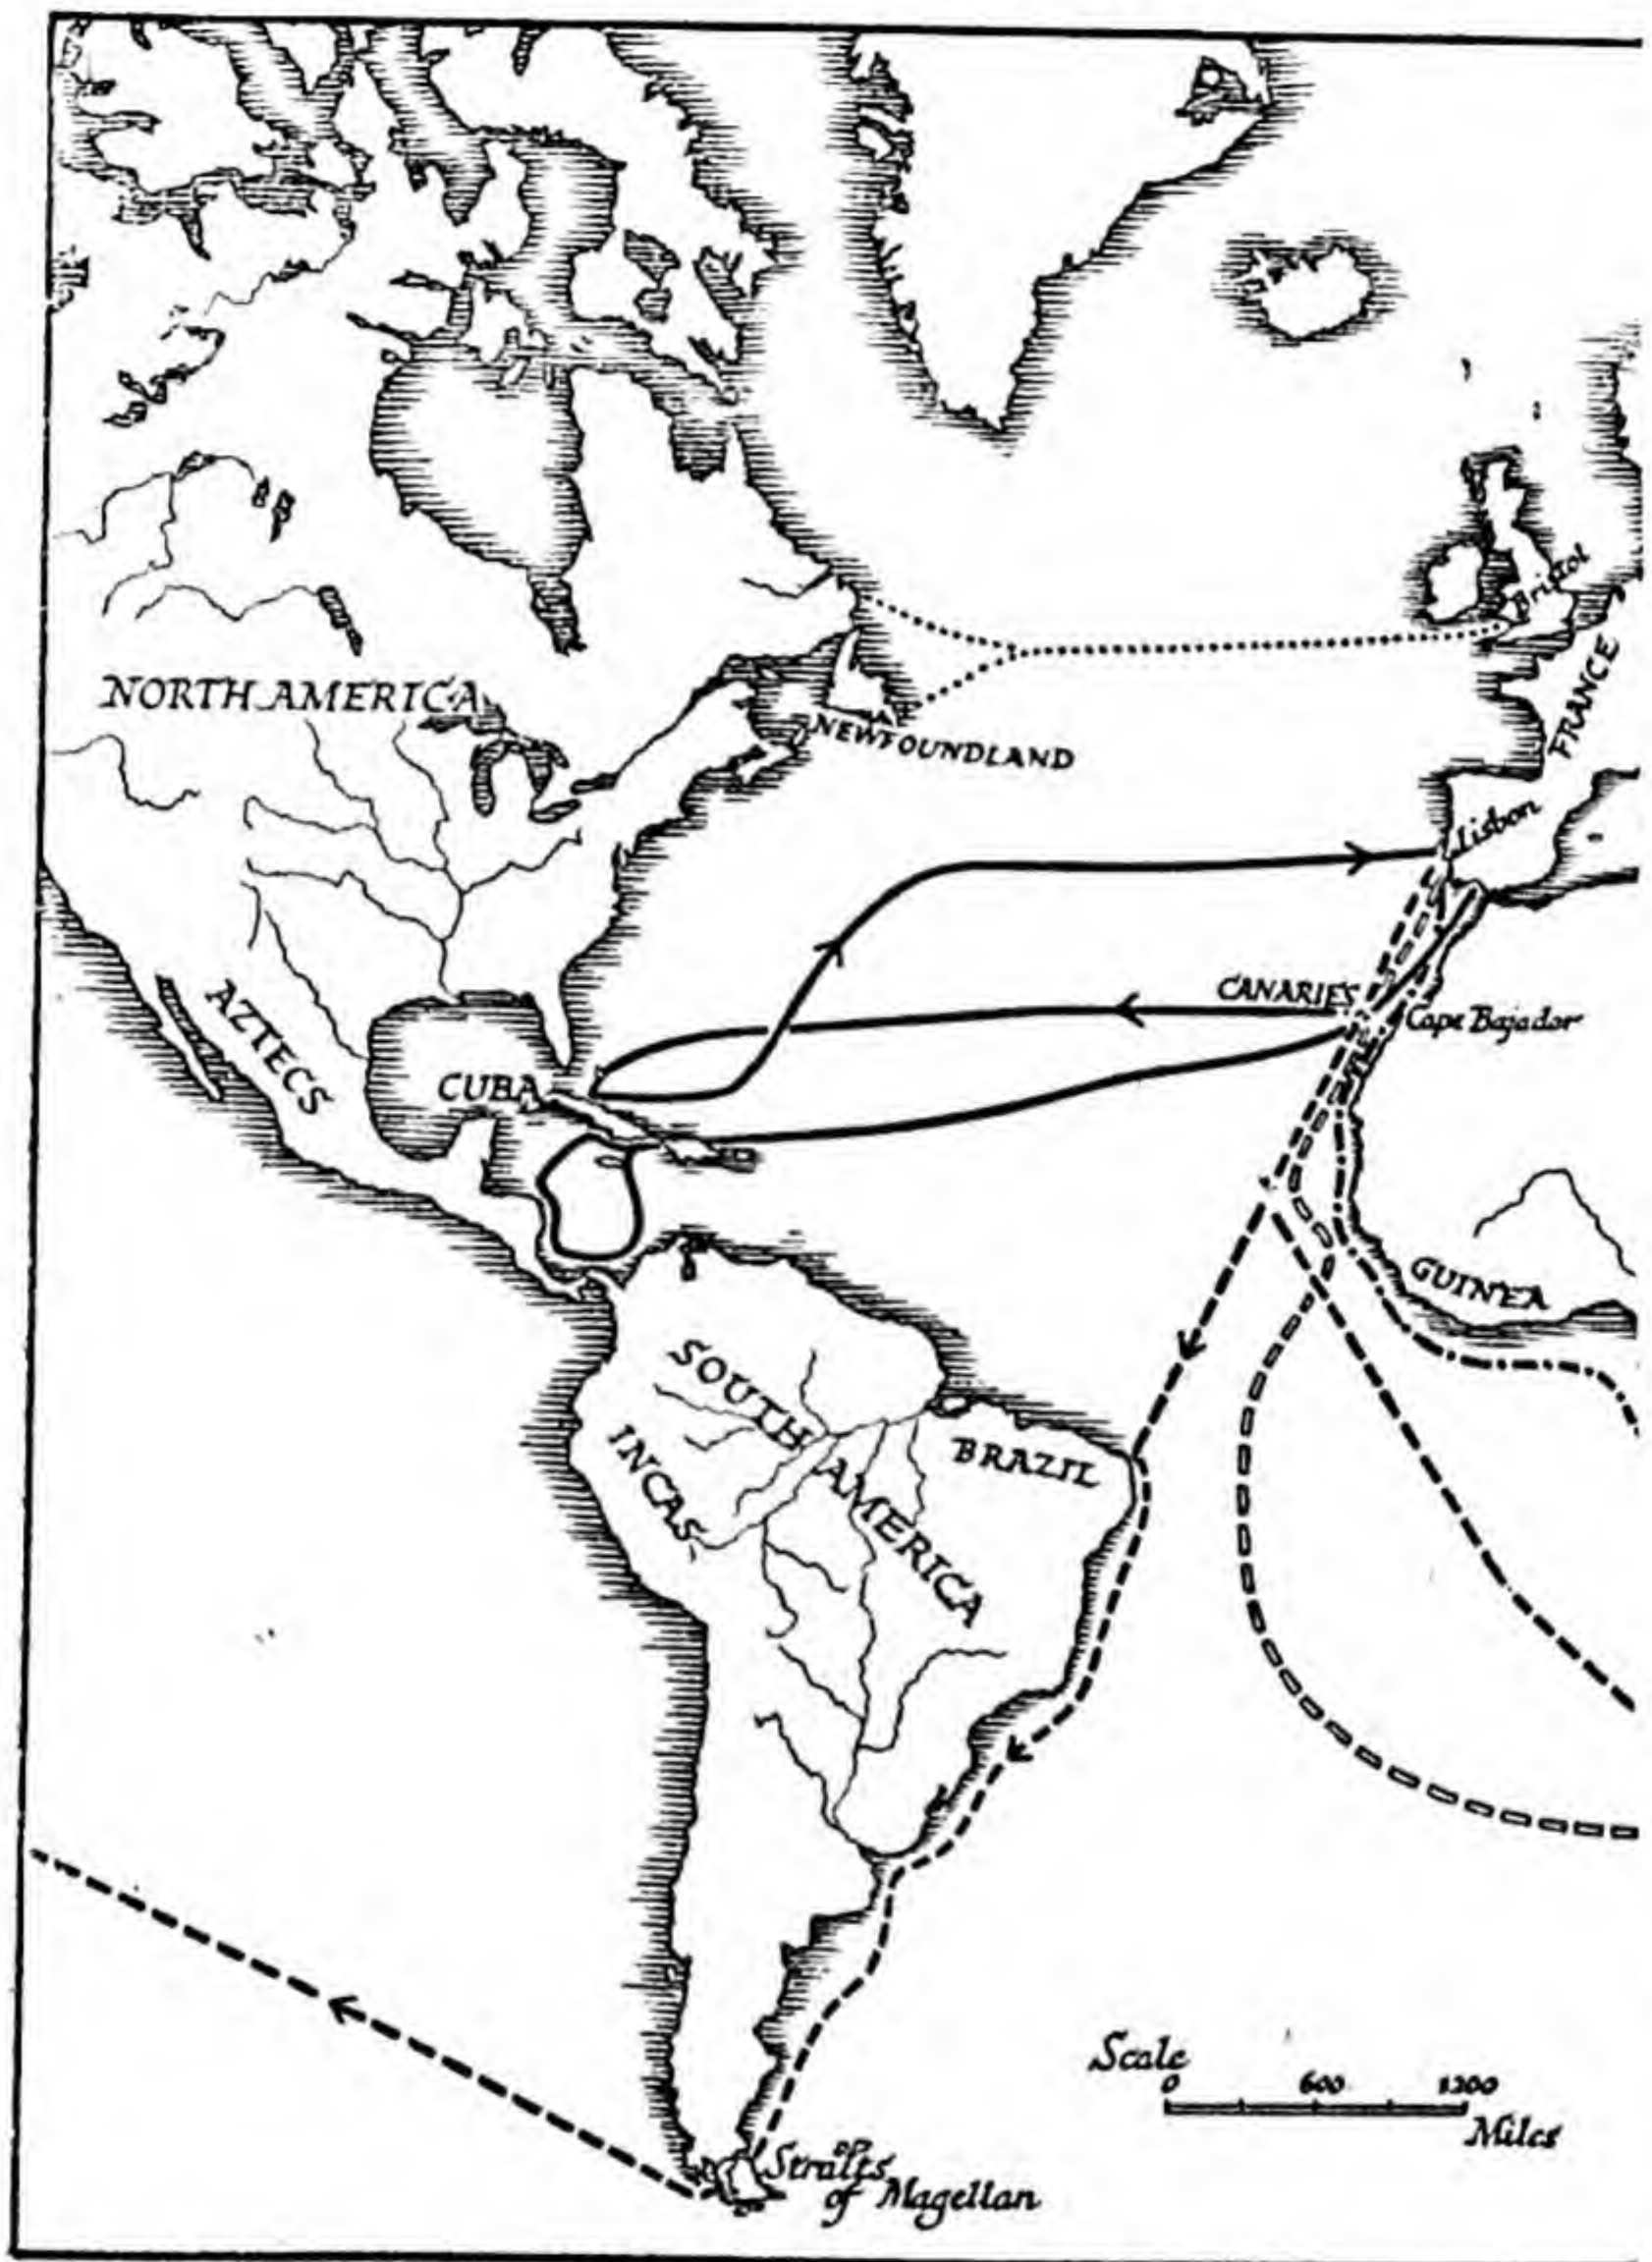 Bristol
NORTH AMERICA
FRANCE
NEWFOUNDLAND
Lisbon
CANARIES
AZTECS
Cape Bajador
CUBA
GUINEA
SOUTH AMERICA
INCAS
BRAZIL
Scale
0 600 1200
Miles
Straits
of Magellan